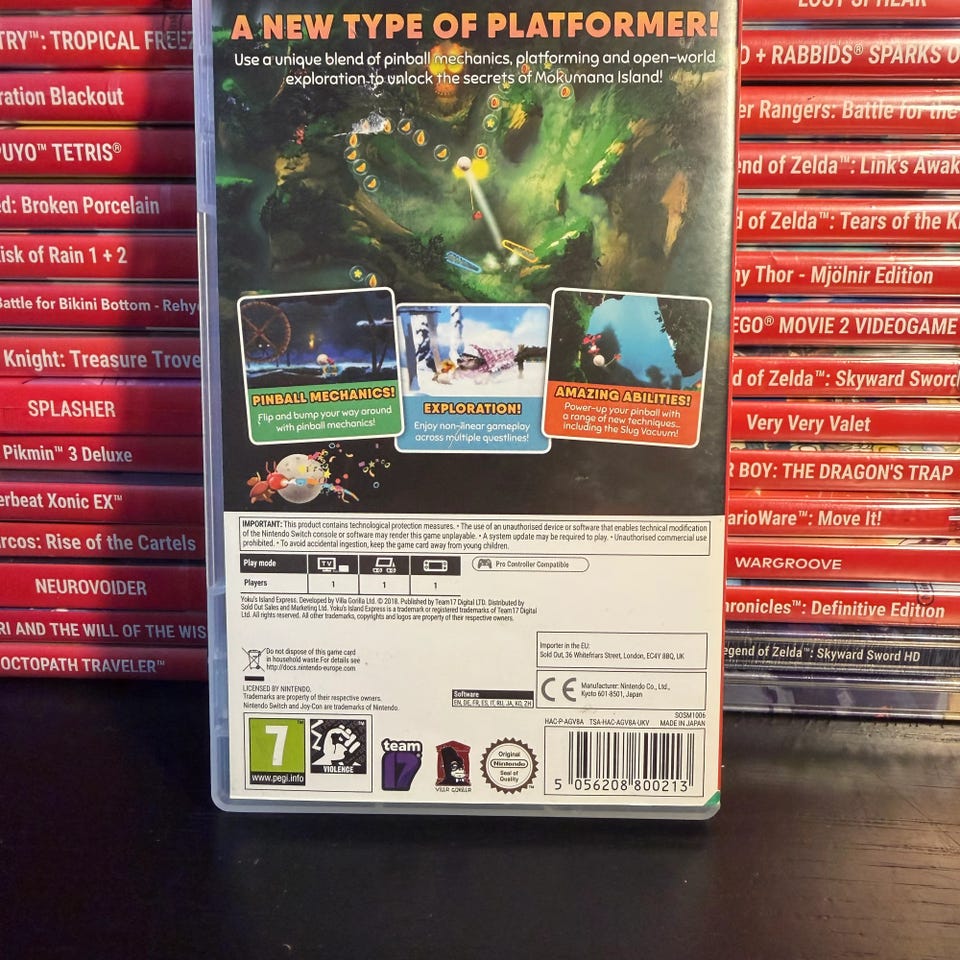 A NEW TYPE OF PLATFORMER!
Use a unique blend of pinball mechanics, platforming and open-world
exploration to unlock the secrets of Mokumana Island!
PINBALL MECHANICS!
Flip and bump your way around
with pinball mechanics!
EXPLORATION!
Enjoy non-linear gameplay
across multiple questlines!
AMAZING ABILITIES!
Power-up your pinball with
a range of new techniques...
including the Slug Vacuum!
IMPORTANT: This product contains technological protection measures. • The use of an unauthorised device or software that enables technical modification
of the Nintendo Switch console or software may render this game unplayable. • A system update may be required to play. • Unauthorised commercial use
prohibited. • To avoid accidental ingestion, keep the game card away from young children.
Play mode TV
Players 1 1 1
Pro Controller Compatible
Yoku's Island Express. Developed by Villa Gorilla Ltd. © 2018. Published by Team17 Digital LTD. Distributed by
Sold Out Sales and Marketing Ltd. Yoku's Island Express is a trademark or registered trademarks of Team17 Digital
Ltd. All rights reserved. All other trademarks, copyrights and logos are property of their respective owners.
Do not dispose of this game card
in household waste. For details see
http://docs.nintendo-europe.com
Importer in the EU:
Sold Out, 36 Whitefriars Street, London, EC4Y 8BQ, UK
LICENSED BY NINTENDO.
Trademarks are property of their respective owners.
Nintendo Switch and Joy-Con are trademarks of Nintendo.
Software
EN, DE, FR, ES, IT, RU, JA, KO, ZH
CE
Manufacturer: Nintendo Co., Ltd.,
Kyoto 601-8501, Japan
SOSM1006
HAC-P-AGV8A TSA-HAC-AGV8A-UKV MADE IN JAPAN
7
www.pegi.info
VIOLENCE
team
17
VILLA GORILLA
Original
Nintendo
Seal of
Quality
5 056208 800213
TRY™: TROPICAL FREEZ
ration Blackout
PUYO™ TETRIS®
ed: Broken Porcelain
Risk of Rain 1 + 2
Battle for Bikini Bottom - Rehy
Knight: Treasure Trove
SPLASHER
Pikmin™ 3 Deluxe
erbeat Xonic EX™
arcos: Rise of the Cartels
NEUROVOIDER
RI AND THE WILL OF THE WIS
OCTOPATH TRAVELER™
LOST SPHEAR
O + RABBIDS® SPARKS O
er Rangers: Battle for the
end of Zelda™: Link's Awak
d of Zelda™: Tears of the K
ny Thor - Mjölnir Edition
EGO® MOVIE 2 VIDEOGAME
d of Zelda™: Skyward Sword
Very Very Valet
R BOY: THE DRAGON'S TRAP
arioWare™: Move It!
WARGROOVE
hronicles™: Definitive Edition
egend of Zelda™: Skyward Sword HD